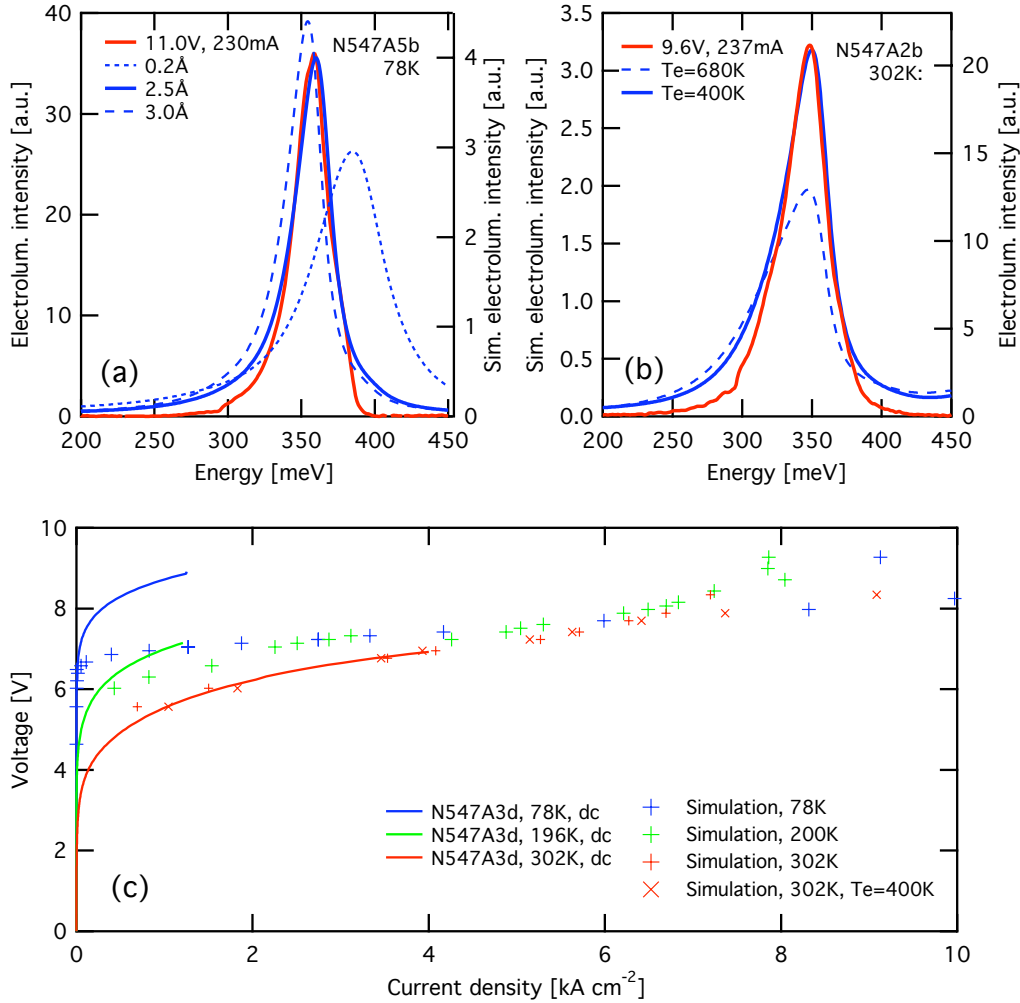 (a)
11.0V, 230mA
0.2Å
2.5Å
3.0Å
N547A5b
78K
Electrolum. intensity [a.u.]
40
30
20
10
0
Sim. electrolum. intensity [a.u.]
4
3
2
1
0
200 250 300 350 400 450
Energy [meV]
(b)
9.6V, 237mA
Te=680K
Te=400K
N547A2b
302K:
Sim. electrolum intensity [a.u.]
3.5
3.0
2.5
2.0
1.5
1.0
0.5
0.0
Electrolum. intensity [a.u.]
20
15
10
5
0
200 250 300 350 400 450
Energy [meV]
(c)
Voltage [V]
10
8
6
4
2
0
N547A3d, 78K, dc
N547A3d, 196K, dc
N547A3d, 302K, dc
Simulation, 78K
Simulation, 200K
Simulation, 302K
Simulation, 302K, Te=400K
0 2 4 6 8 10
Current density [kA cm⁻²]